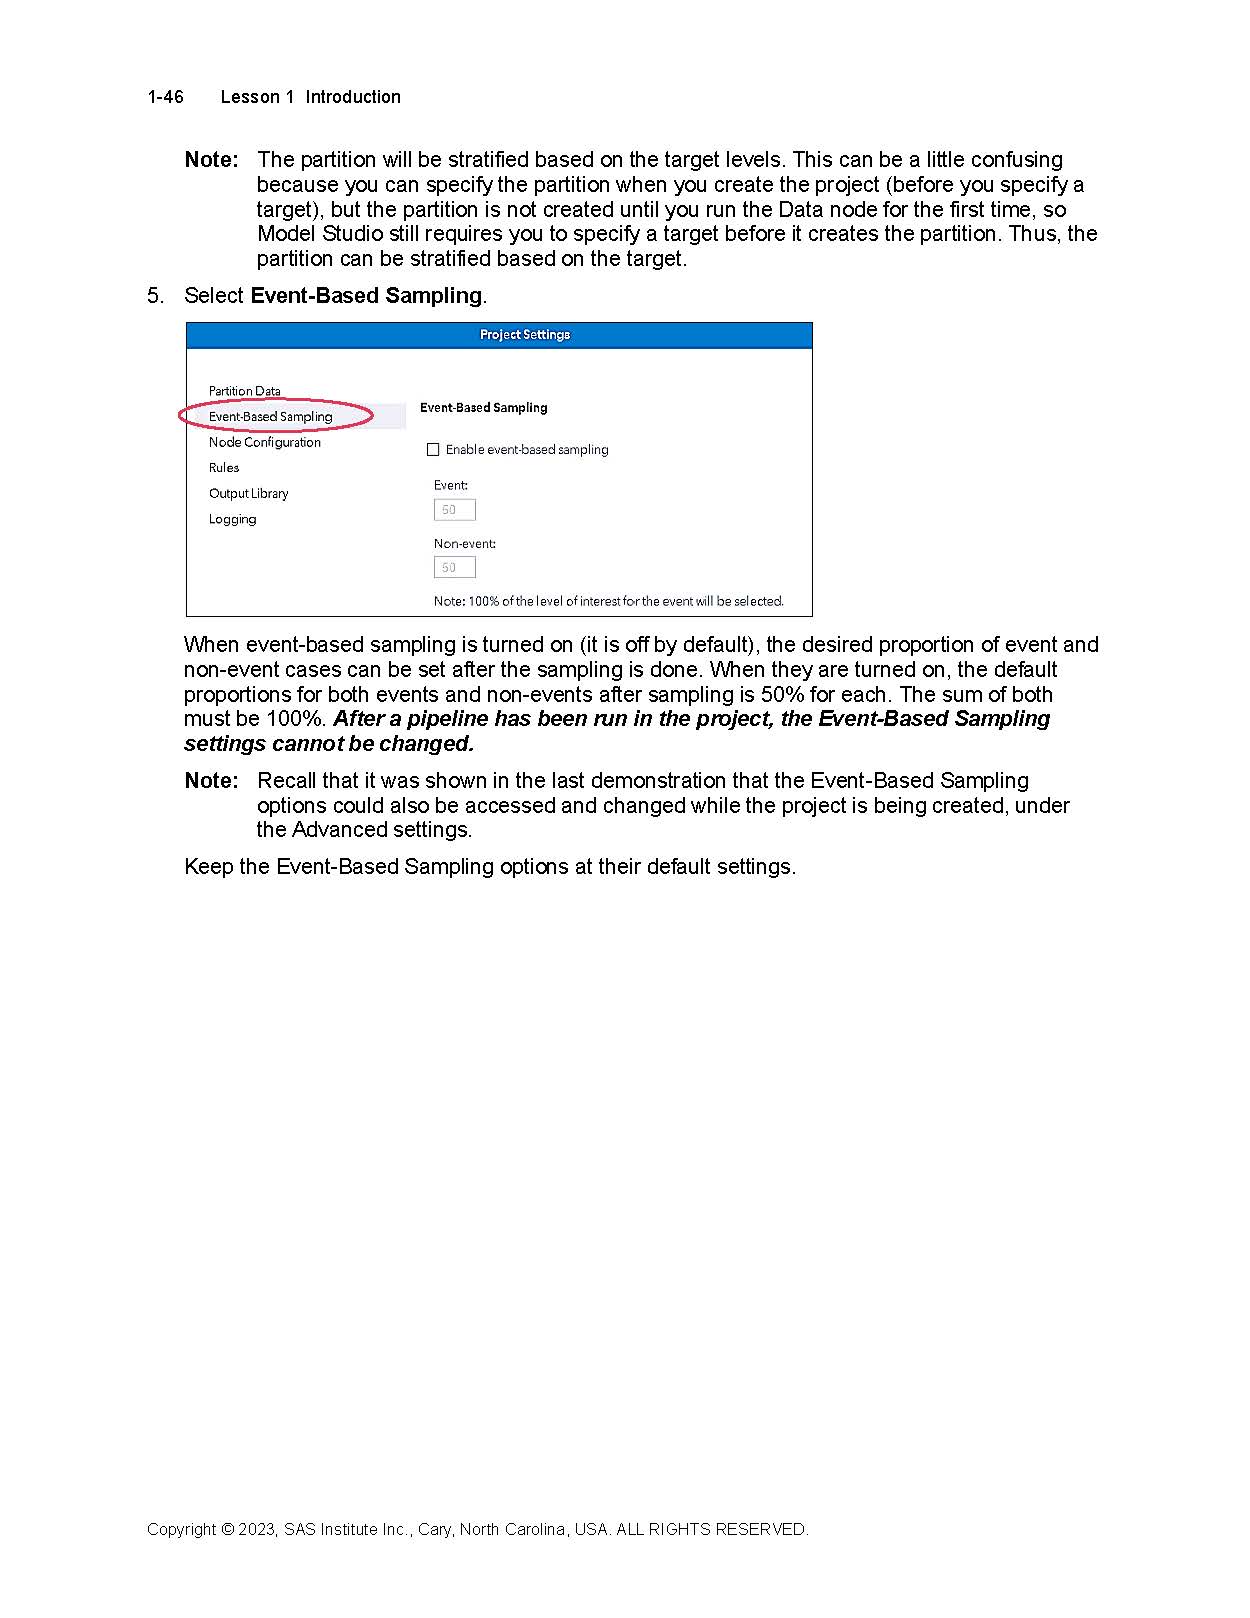 1-46 Lesson 1 Introduction
Note: The partition will be stratified based on the target levels. This can be a little confusing
because you can specify the partition when you create the project (before you specify a
target), but the partition is not created until you run the Data node for the first time, so
Model Studio still requires you to specify a target before it creates the partition. Thus, the
partition can be stratified based on the target.
5. Select Event-Based Sampling.
Project Settings
Partition Data
Event-Based Sampling
Node Configuration
Rules
Output Library
Logging
Event-Based Sampling
Enable event-based sampling
Event:
50
Non-event:
50
Note: 100% of the level of interest for the event will be selected.
When event-based sampling is turned on (it is off by default), the desired proportion of event and
non-event cases can be set after the sampling is done. When they are turned on, the default
proportions for both events and non-events after sampling is 50% for each. The sum of both
must be 100%. After a pipeline has been run in the project, the Event-Based Sampling
settings cannot be changed.
Note: Recall that it was shown in the last demonstration that the Event-Based Sampling
options could also be accessed and changed while the project is being created, under
the Advanced settings.
Keep the Event-Based Sampling options at their default settings.
Copyright © 2023, SAS Institute Inc., Cary, North Carolina, USA. ALL RIGHTS RESERVED.